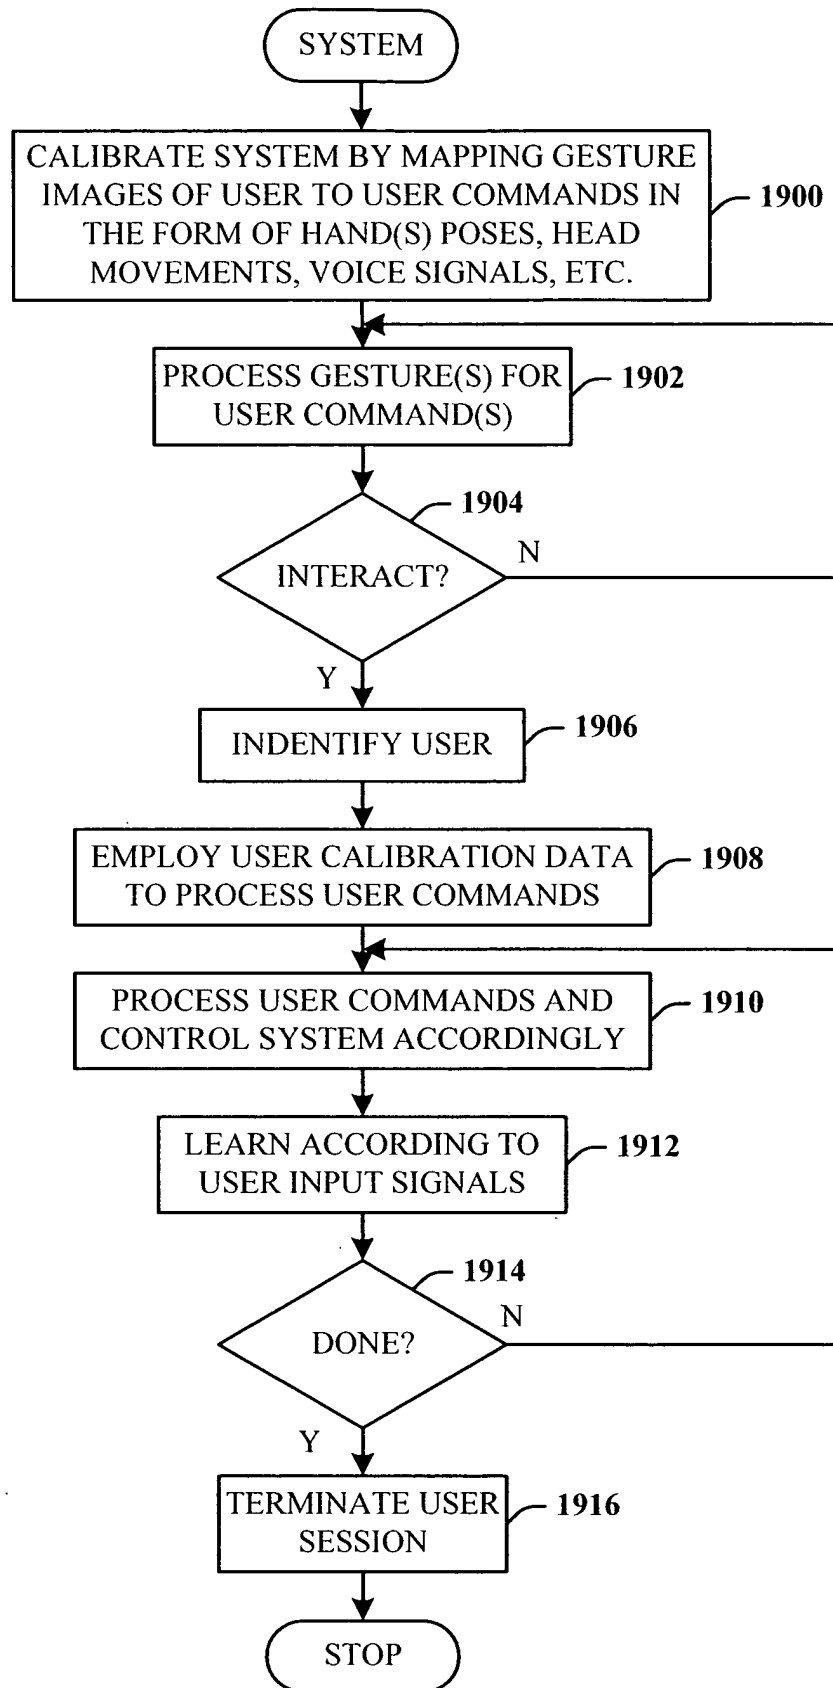 SYSTEM
CALIBRATE SYSTEM BY MAPPING GESTURE
IMAGES OF USER TO USER COMMANDS IN
THE FORM OF HAND(S) POSES, HEAD
MOVEMENTS, VOICE SIGNALS, ETC.
1900
PROCESS GESTURE(S) FOR
USER COMMAND(S)
1902
1904
INTERACT?
N
Y
INDENTIFY USER
1906
EMPLOY USER CALIBRATION DATA
TO PROCESS USER COMMANDS
1908
PROCESS USER COMMANDS AND
CONTROL SYSTEM ACCORDINGLY
1910
LEARN ACCORDING TO
USER INPUT SIGNALS
1912
1914
DONE?
N
Y
TERMINATE USER
SESSION
1916
STOP